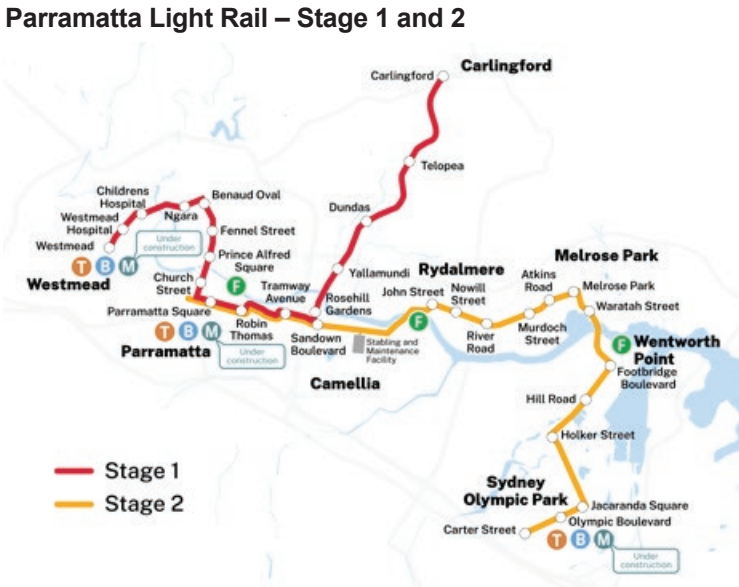 Parramatta Light Rail – Stage 1 and 2
Carlingford
Carlingford
Telopea
Childrens
Hospital
Benaud Oval
Ngara
Westmead
Hospital
Dundas
Fennel Street
Under
construction
Westmead
T
B
M
Westmead
Prince Alfred
Square
Yallamundi
Rydalmere
Melrose Park
Church
Street
F
Tramway
Avenue
Rosehill
Gardens
John Street
Nowill
Street
Atkins
Road
Melrose Park
Waratah Street
Parramatta Square
F
T
B
M
Robin
Thomas
Sandown
Boulevard
Stabling and
Maintenance
Facility
River
Road
Murdoch
Street
F
Wentworth
Point
Parramatta
Under
construction
Camellia
Footbridge
Boulevard
Hill Road
Holker Street
Stage 1
Stage 2
Sydney
Olympic Park
Jacaranda Square
Olympic Boulevard
Carter Street
T
B
M
Under
construction